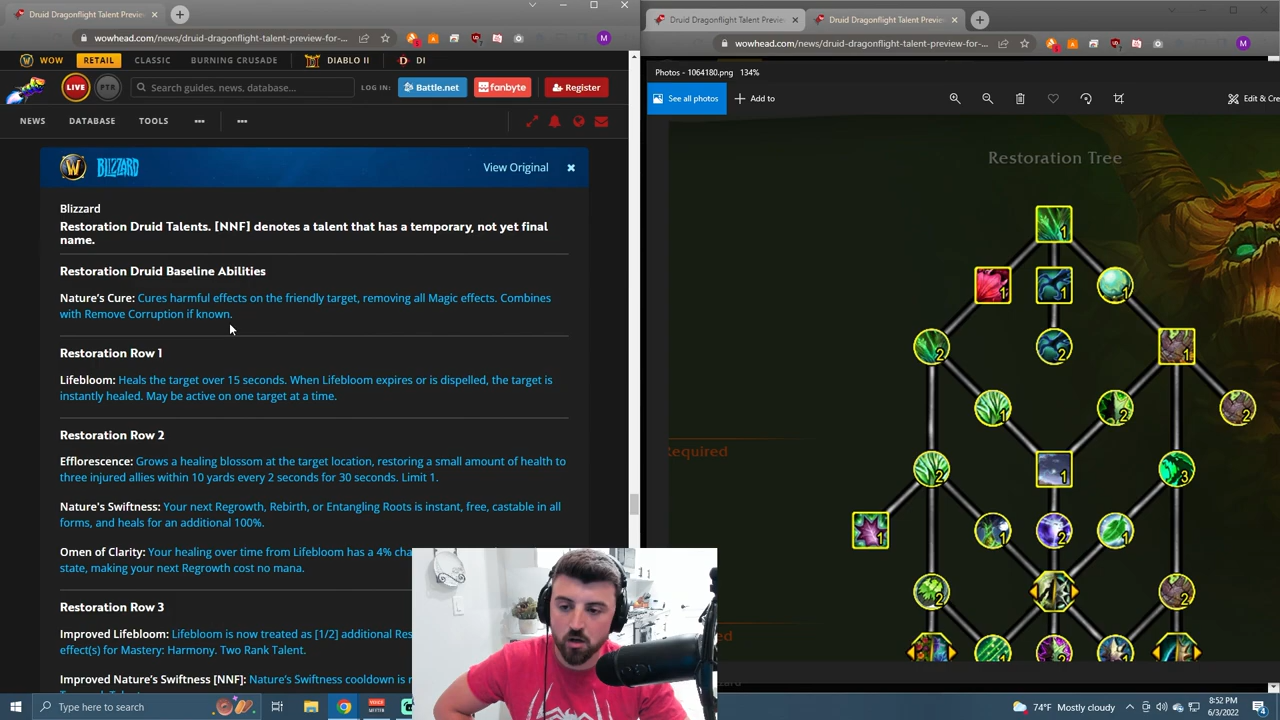 Druid Dragonflight Talent Preview
wowhead.com/news/druid-dragonflight-talent-preview-for-...
M
WOW RETAIL CLASSIC BURNING CRUSADE DIABLO II DI
LIVE PTR Search guides, news, database... LOG IN: Battle.net fanbyte Register
NEWS DATABASE TOOLS ... ...
BLIZZARD View Original ×
Blizzard
Restoration Druid Talents. [NNF] denotes a talent that has a temporary, not yet final
name.
Restoration Druid Baseline Abilities
Nature's Cure: Cures harmful effects on the friendly target, removing all Magic effects. Combines
with Remove Corruption if known.
Restoration Row 1
Lifebloom: Heals the target over 15 seconds. When Lifebloom expires or is dispelled, the target is
instantly healed. May be active on one target at a time.
Restoration Row 2
Efflorescence: Grows a healing blossom at the target location, restoring a small amount of health to
three injured allies within 10 yards every 2 seconds for 30 seconds. Limit 1.
Nature's Swiftness: Your next Regrowth, Rebirth, or Entangling Roots is instant, free, castable in all
forms, and heals for an additional 100%.
Omen of Clarity: Your healing over time from Lifebloom has a 4% cha
state, making your next Regrowth cost no mana.
Restoration Row 3
Improved Lifebloom: Lifebloom is now treated as [1/2] additional Res
effect(s) for Mastery: Harmony. Two Rank Talent.
Improved Nature's Swiftness [NNF]: Nature's Swiftness cooldown is r
Druid Dragonflight Talent Preview Druid Dragonflight Talent Preview
wowhead.com/news/druid-dragonflight-talent-preview-for-...
M
Photos - 1064180.png 134%
See all photos Add to Edit & Cre
Restoration Tree
1
1 1 1
2 2 1
1 2 2
2 1 3
1 1 2 1
2 2
1 2 1
equired
ed
Type here to search
74°F Mostly cloudy
8:52 PM
6/3/2022
4